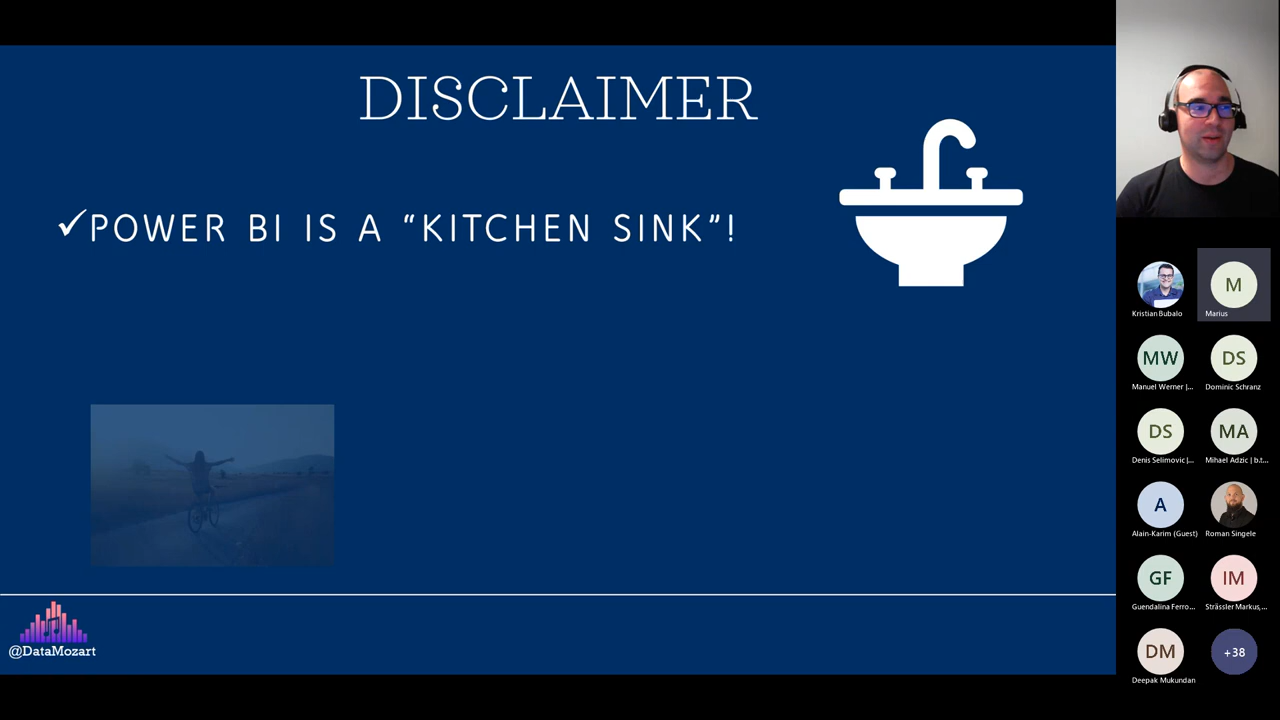 DISCLAIMER
✓POWER BI IS A “KITCHEN SINK”!
@DataMozart
Kristian Bubalo
M
Marius
MW
Manuel Werner |...
DS
Dominic Schranz
DS
Denis Selimovic |...
MA
Mihael Adzic | b.t...
A
Alain-Karim (Guest)
Roman Singele
GF
Guendalina Ferro...
IM
Strässler Markus,...
DM
Deepak Mukundan
+38